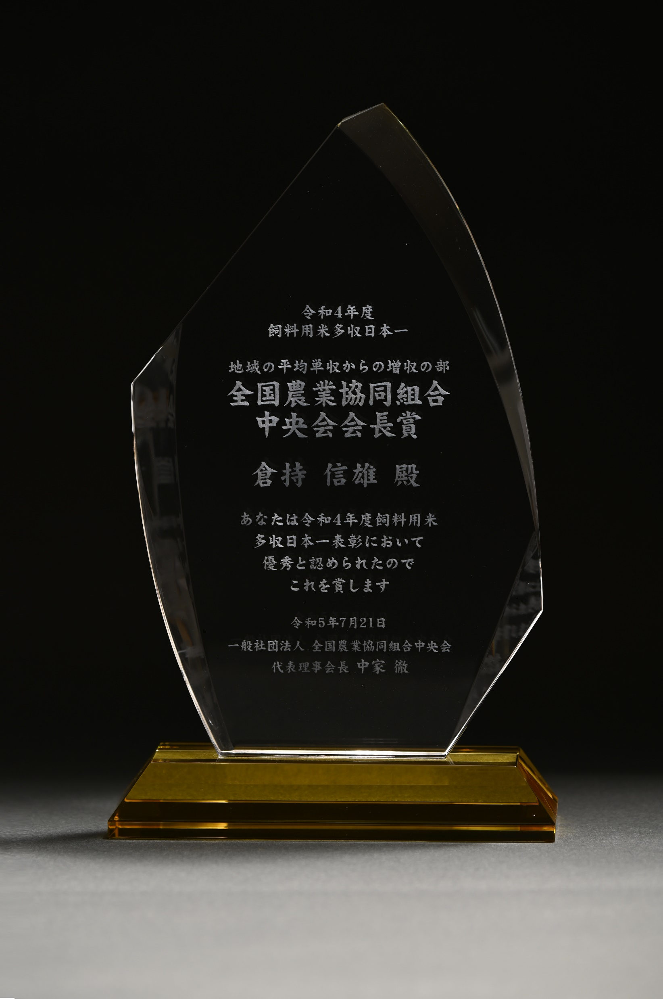 令和4年度
飼料用米多収日本一
地域の平均単収からの増収の部
全国農業協同組合
中央会会長賞
倉持 信雄 殿
あなたは令和4年度飼料用米
多収日本一表彰において
優秀と認められたので
これを賞します
令和5年7月21日
一般社団法人 全国農業協同組合中央会
代表理事会長 中家 徹